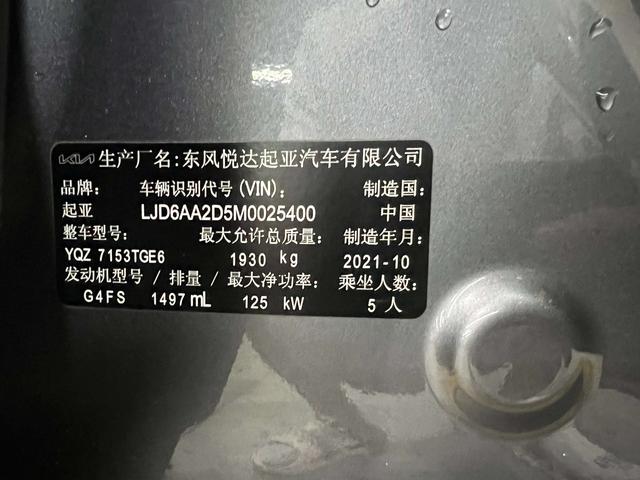 KIA 生产厂名:东风悦达起亚汽车有限公司
品牌: 车辆识别代号(VIN): 制造国:
起亚 LJD6AA2D5M0025400 中国
整车型号: 最大允许总质量: 制造年月:
YQZ 7153TGE6 1930 kg 2021-10
发动机型号/排量/最大净功率: 乘坐人数:
G4FS 1497mL 125 kW 5人